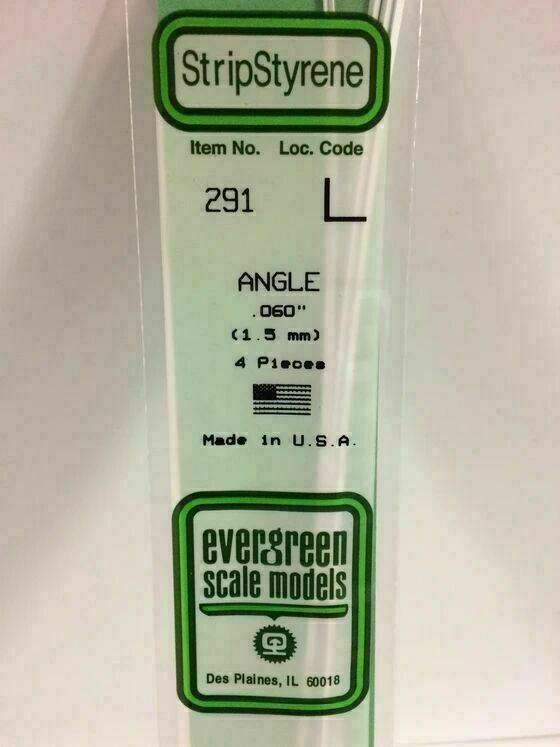 StripStyrene
Item No. Loc. Code
291 L
ANGLE
.060"
(1.5 mm)
4 Pieces
Made in U.S.A.
evergreen
scale models
Des Plaines, IL 60018